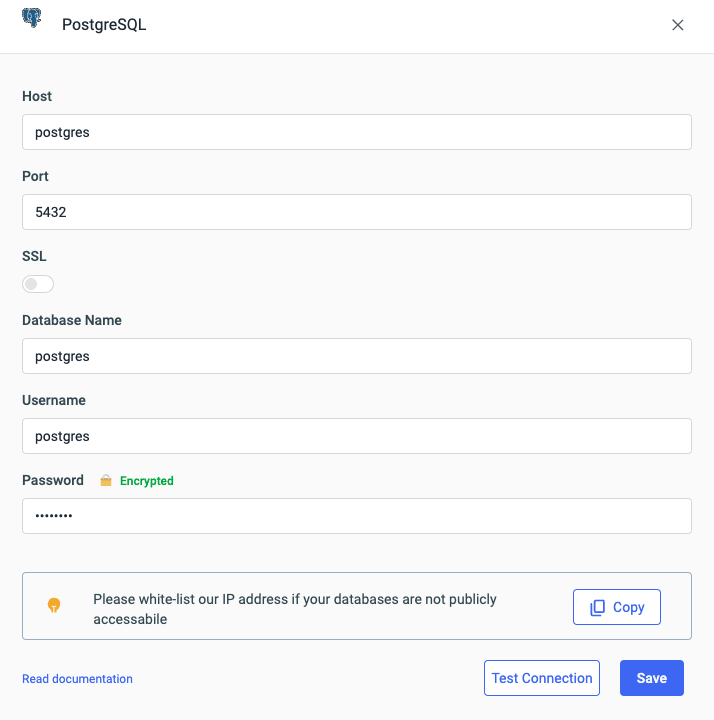 PostgreSQL
Host
postgres
Port
5432
SSL
Database Name
postgres
Username
postgres
Password Encrypted
••••••••
Please white-list our IP address if your databases are not publicly
accessabile
Copy
Read documentation Test Connection Save